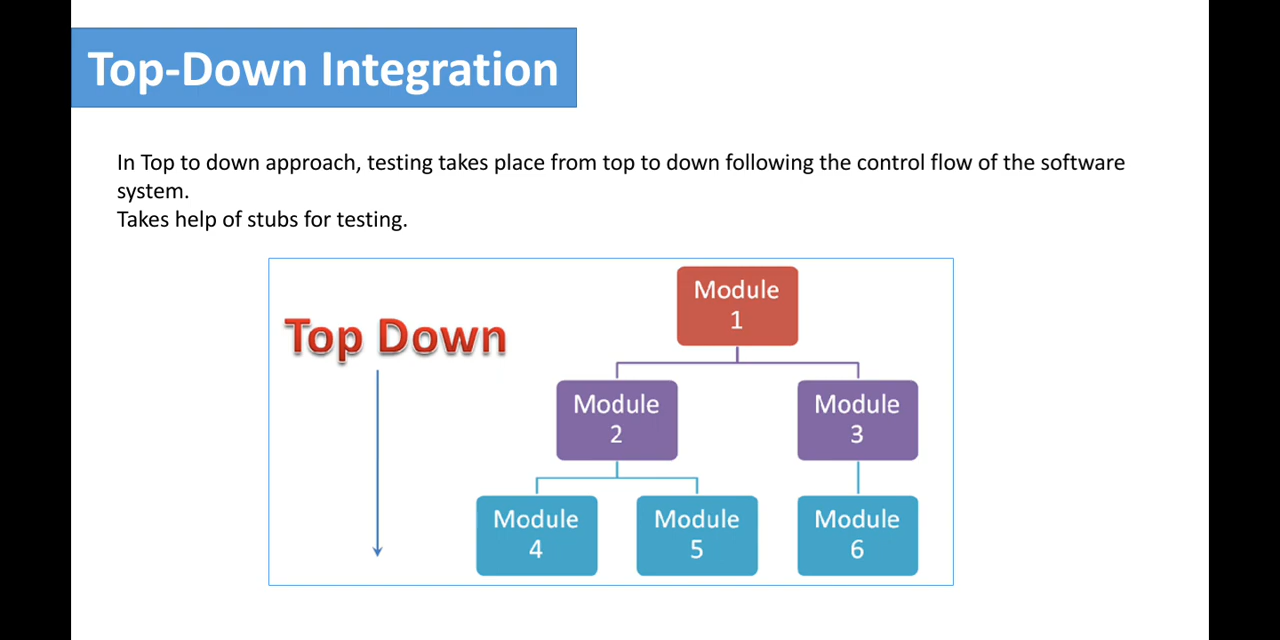 Top-Down Integration
In Top to down approach, testing takes place from top to down following the control flow of the software
system.
Takes help of stubs for testing.
Top Down
Module
1
Module
2
Module
3
Module
4
Module
5
Module
6